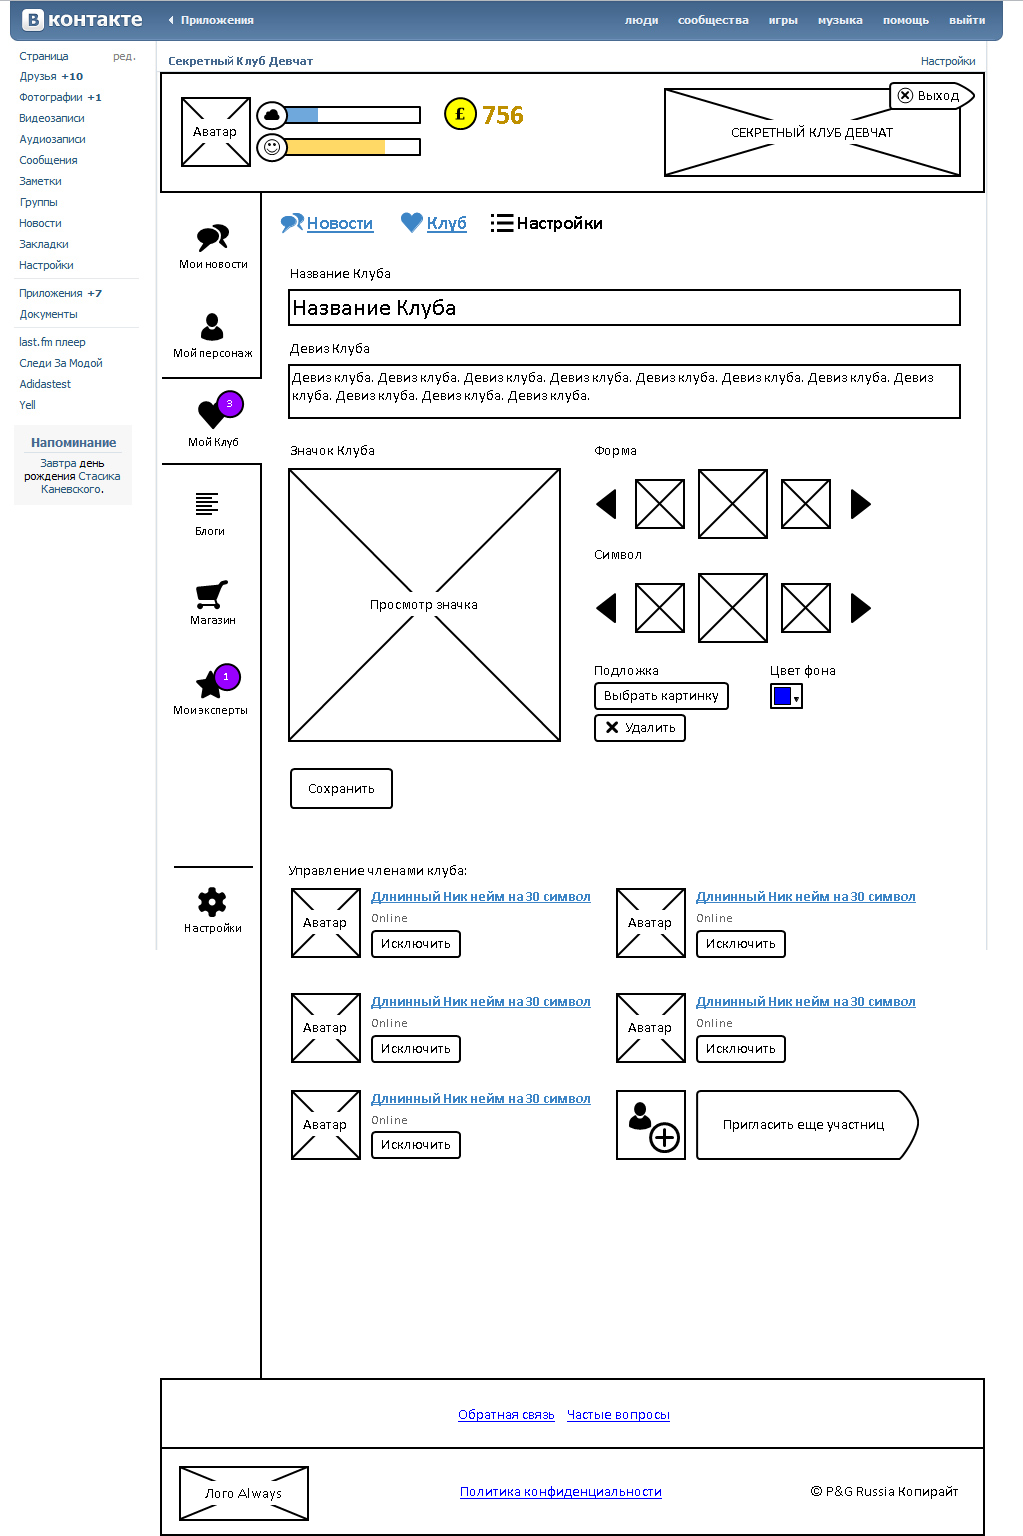 В контакте
Приложения
люди сообщества игры музыка помощь выйти
Страница ред.
Друзья +10
Фотографии +1
Видеозаписи
Аудиозаписи
Сообщения
Заметки
Группы
Новости
Закладки
Настройки
Приложения +7
Документы
last.fm плеер
Следи За Модой
Adidastest
Yell
Напоминание
Завтра день
рождения Стасика
Каневского.
Секретный Клуб Девчат
Настройки
Аватар
£ 756
СЕКРЕТНЫЙ КЛУБ ДЕВЧАТ
Выход
Мои новости
Мой персонаж
3
Мой Клуб
Блоги
Магазин
1
Мои эксперты
Настройки
Новости Клуб Настройки
Название Клуба
Название Клуба
Девиз Клуба
Девиз клуба. Девиз клуба. Девиз клуба. Девиз клуба. Девиз клуба. Девиз клуба. Девиз клуба. Девиз
клуба. Девиз клуба. Девиз клуба. Девиз клуба.
Значок Клуба
Просмотр значка
Форма
Символ
Подложка Цвет фона
Выбрать картинку
Удалить
Сохранить
Управление членами клуба:
Аватар
Длнинный Ник нейм на 30 символ
Online
Исключить
Аватар
Длнинный Ник нейм на 30 символ
Online
Исключить
Аватар
Длнинный Ник нейм на 30 символ
Online
Исключить
Аватар
Длнинный Ник нейм на 30 символ
Online
Исключить
Аватар
Длнинный Ник нейм на 30 символ
Online
Исключить
Пригласить еще участниц
Обратная связь Частые вопросы
Лого Always
Политика конфиденциальности
© P&G Russia Копирайт